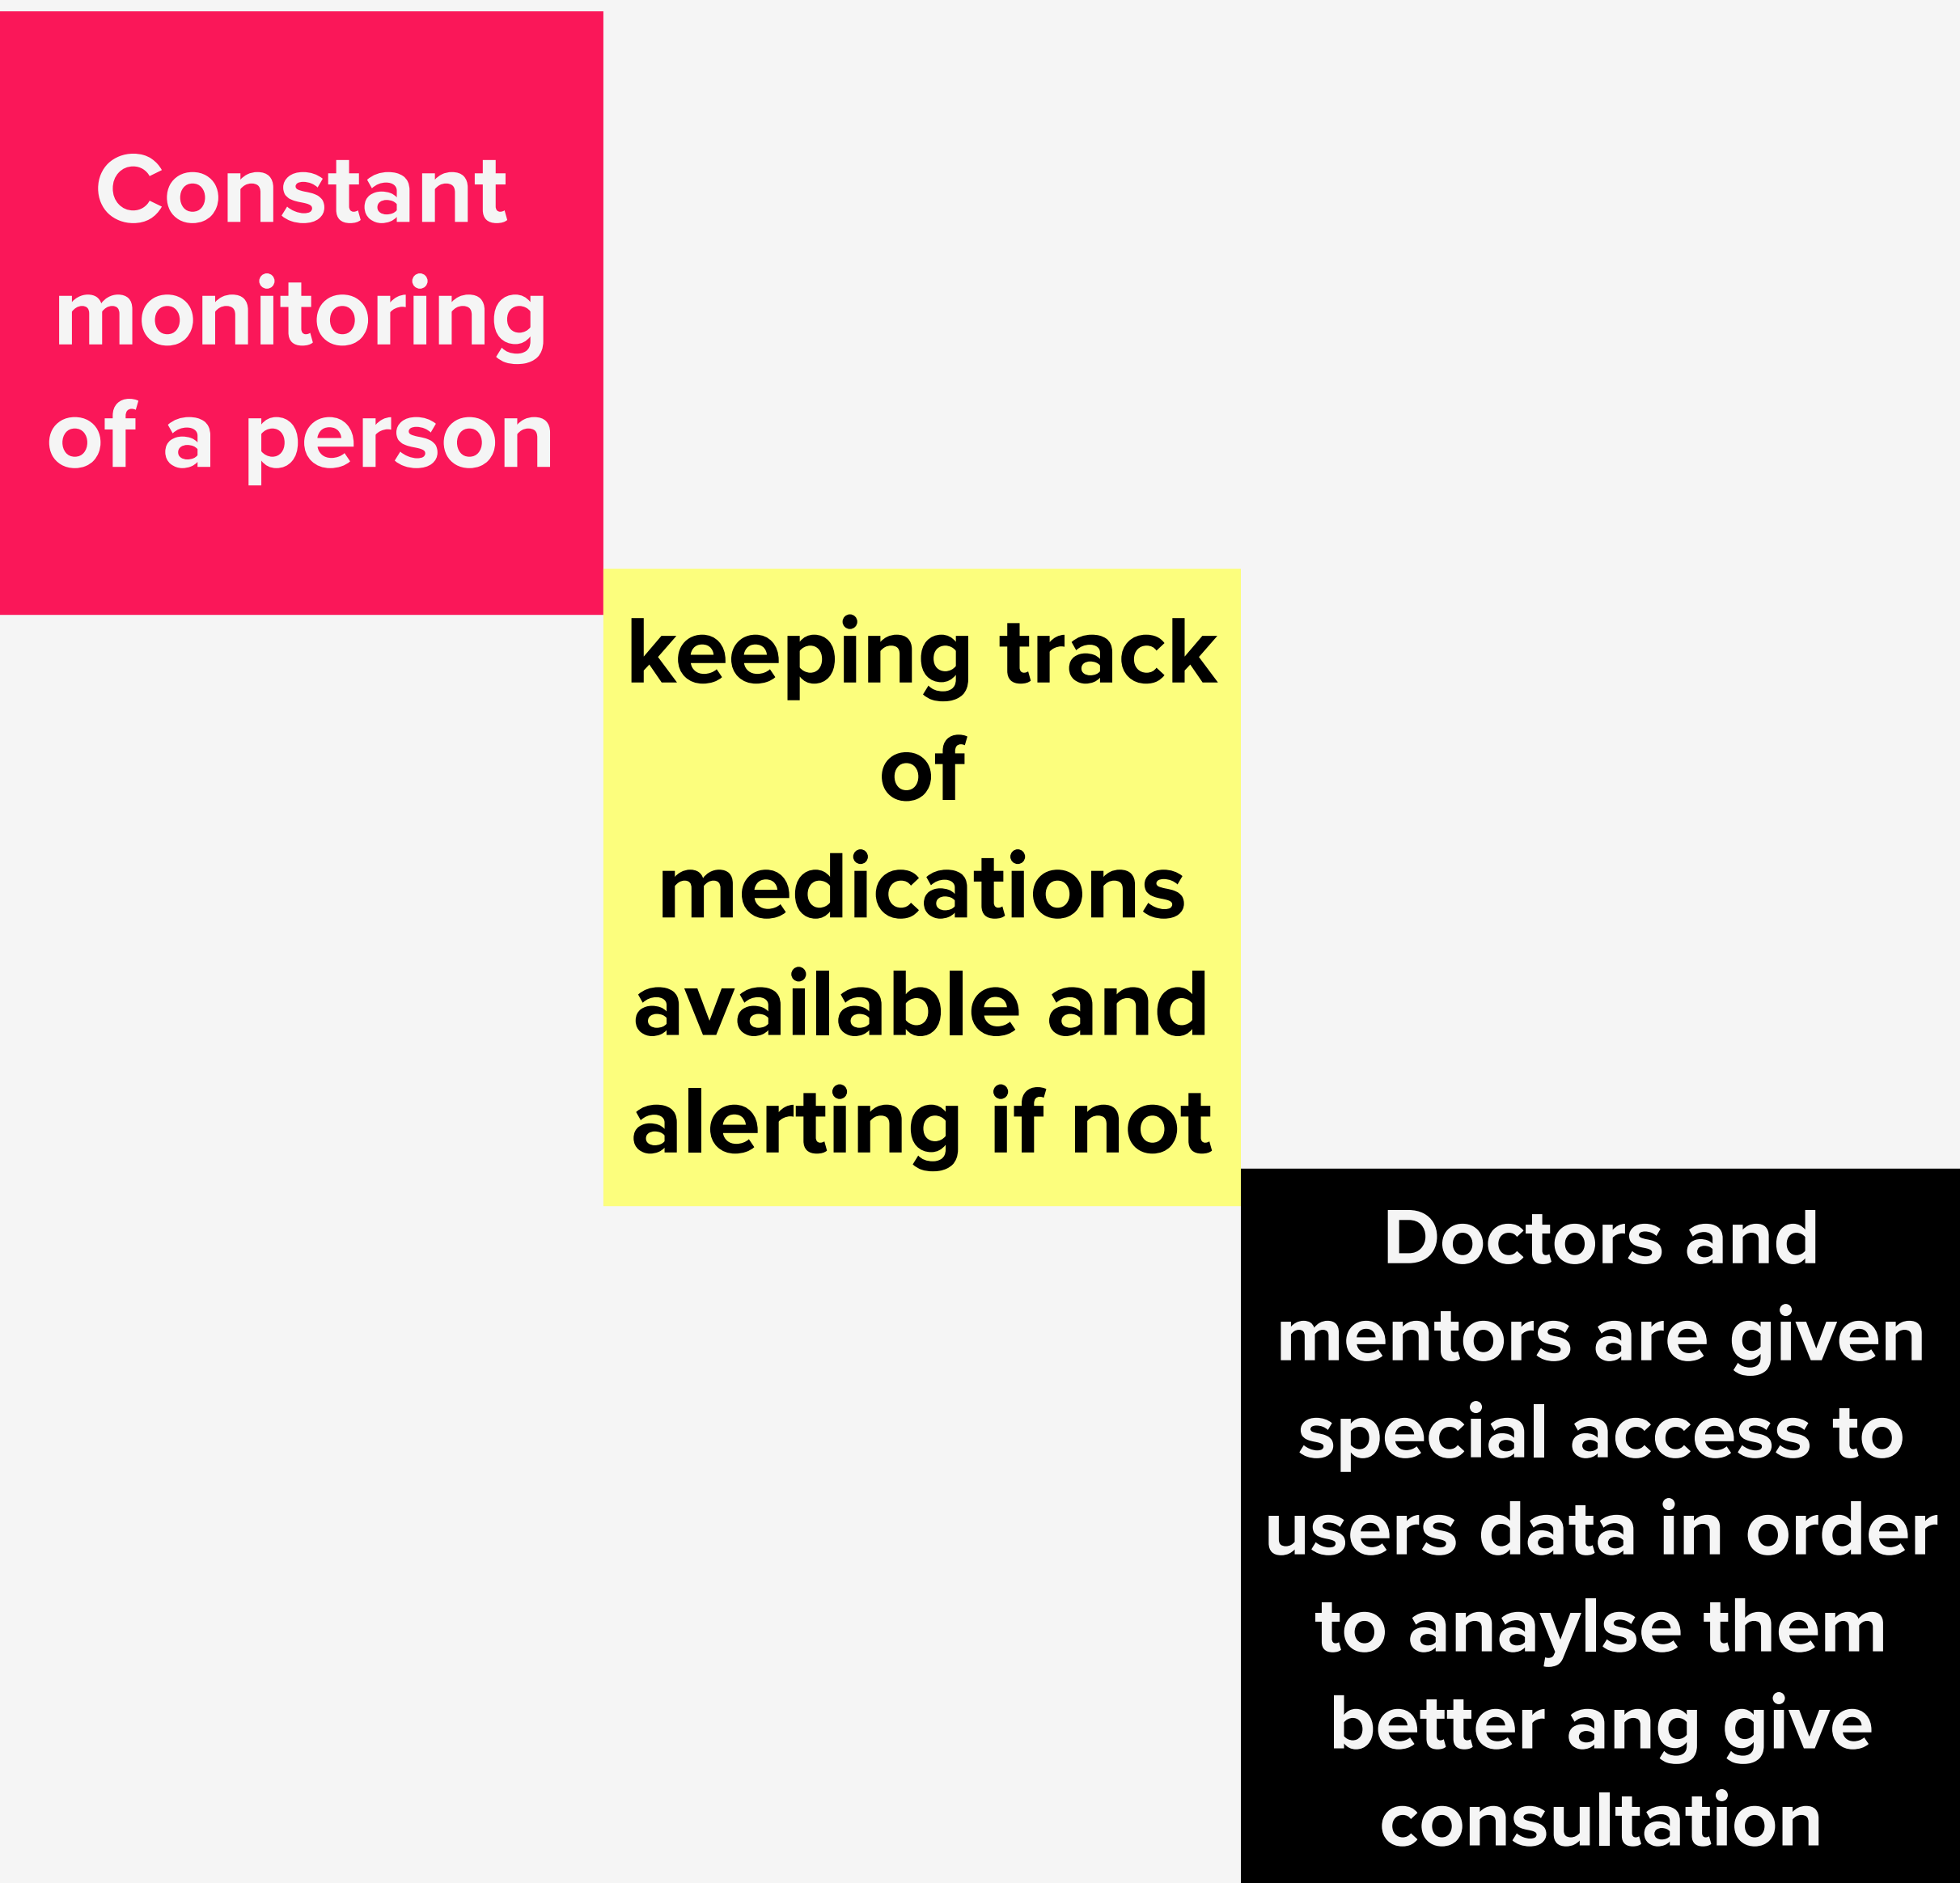 Constant
monitoring
of a person
keeping track
of
medications
available and
alerting if not
Doctors and
mentors are given
special access to
users data in order
to anaylse them
better ang give
consultation